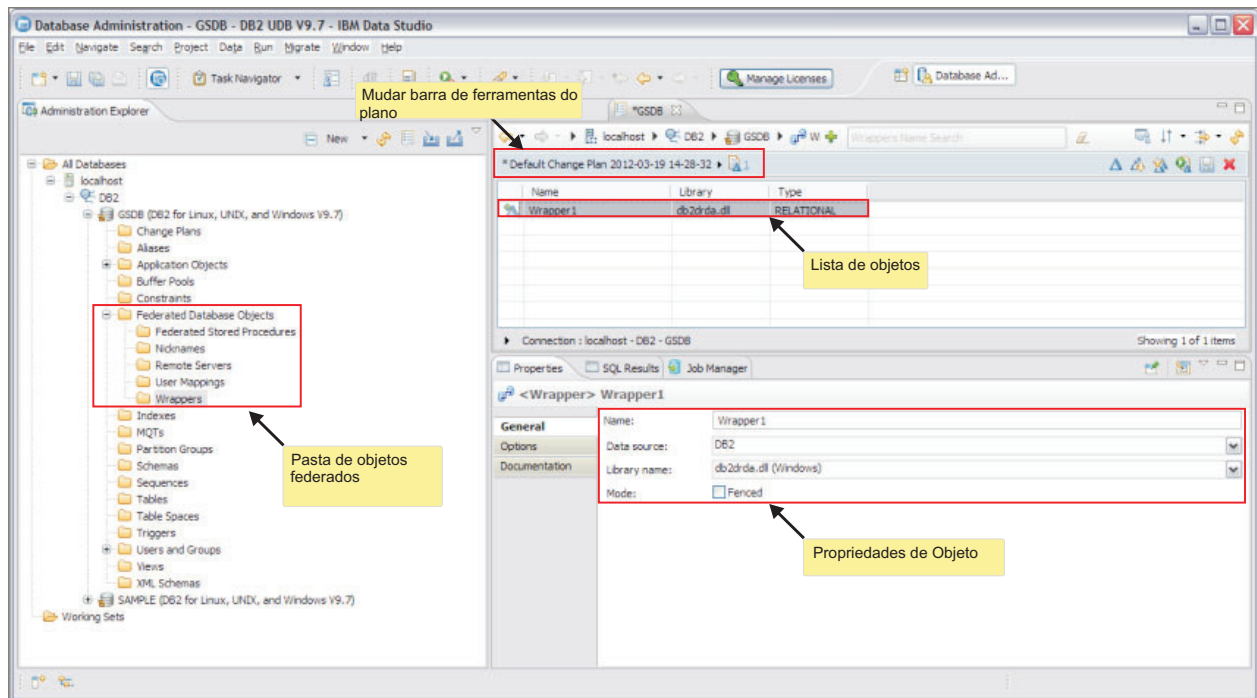 Database Administration - GSDB - DB2 UDB V9.7 - IBM Data Studio
File Edit Navigate Search Project Data Run Migrate Window Help
Task Navigator
Manage Licenses
Database Ad...
Mudar barra de ferramentas do
plano
Administration Explorer
*GSDB
New
localhost DB2 GSDB W
Wrappers Name Search
*Default Change Plan 2012-03-19 14-28-32 1
All Databases
localhost
DB2
GSDB (DB2 for Linux, UNIX, and Windows V9.7)
Change Plans
Aliases
Application Objects
Buffer Pools
Constraints
Federated Database Objects
Federated Stored Procedures
Nicknames
Remote Servers
User Mappings
Wrappers
Indexes
MQTs
Partition Groups
Schemas
Sequences
Tables
Table Spaces
Triggers
Users and Groups
Views
XML Schemas
SAMPLE (DB2 for Linux, UNIX, and Windows V9.7)
Working Sets
Pasta de objetos
federados
Name Library Type
Wrapper1 db2drda.dll RELATIONAL
Lista de objetos
Connection : localhost - DB2 - GSDB
Showing 1 of 1 items
Properties SQL Results Job Manager
<Wrapper> Wrapper1
General
Options
Documentation
Name: Wrapper1
Data source: DB2
Library name: db2drda.dll (Windows)
Mode: Fenced
Propriedades de Objeto